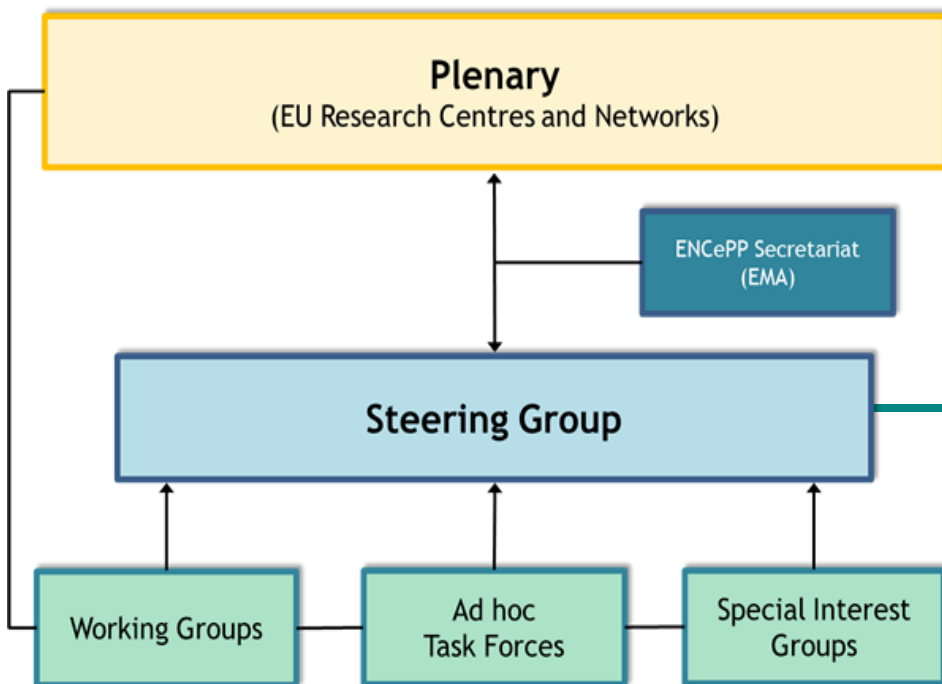 Plenary
(EU Research Centres and Networks)
ENCePP Secretariat
(EMA)
Steering Group
Working Groups
Ad hoc
Task Forces
Special Interest
Groups